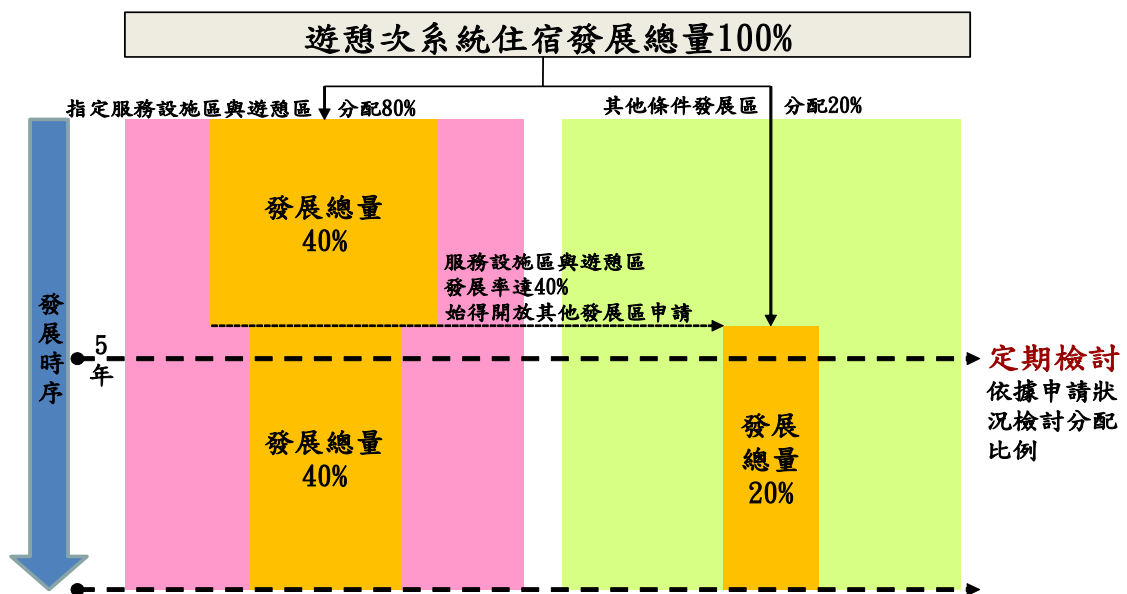 遊憩次系統住宿發展總量100%
指定服務設施區與遊憩區 分配80%
其他條件發展區 分配20%
發展總量
40%
服務設施區與遊憩區
發展率達40%
始得開放其他發展區申請
發展時序
5
年
定期檢討
依據申請狀
況檢討分配
比例
發展總量
40%
發展
總量
20%